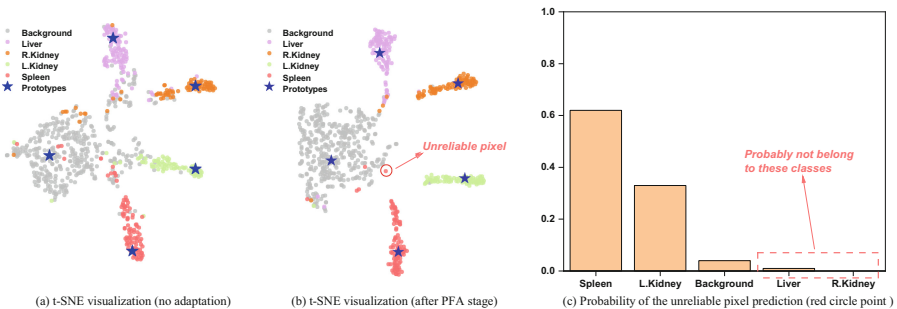 Background
Liver
R.Kidney
L.Kidney
Spleen
Prototypes
(a) t-SNE visualization (no adaptation)
Background
Liver
R.Kidney
L.Kidney
Spleen
Prototypes
Unreliable pixel
(b) t-SNE visualization (after PFA stage)
1.0
0.8
0.6
0.4
0.2
0.0
Probably not belong
to these classes
Spleen L.Kidney Background Liver R.Kidney
(c) Probability of the unreliable pixel prediction (red circle point )